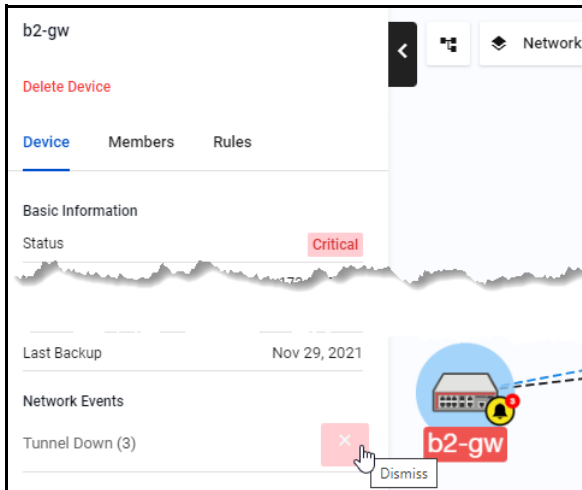 b2-gw
Network
Delete Device
Device Members Rules
Basic Information
Status Critical
Last Backup Nov 29, 2021
Network Events
Tunnel Down (3)
Dismiss
3
b2-gw